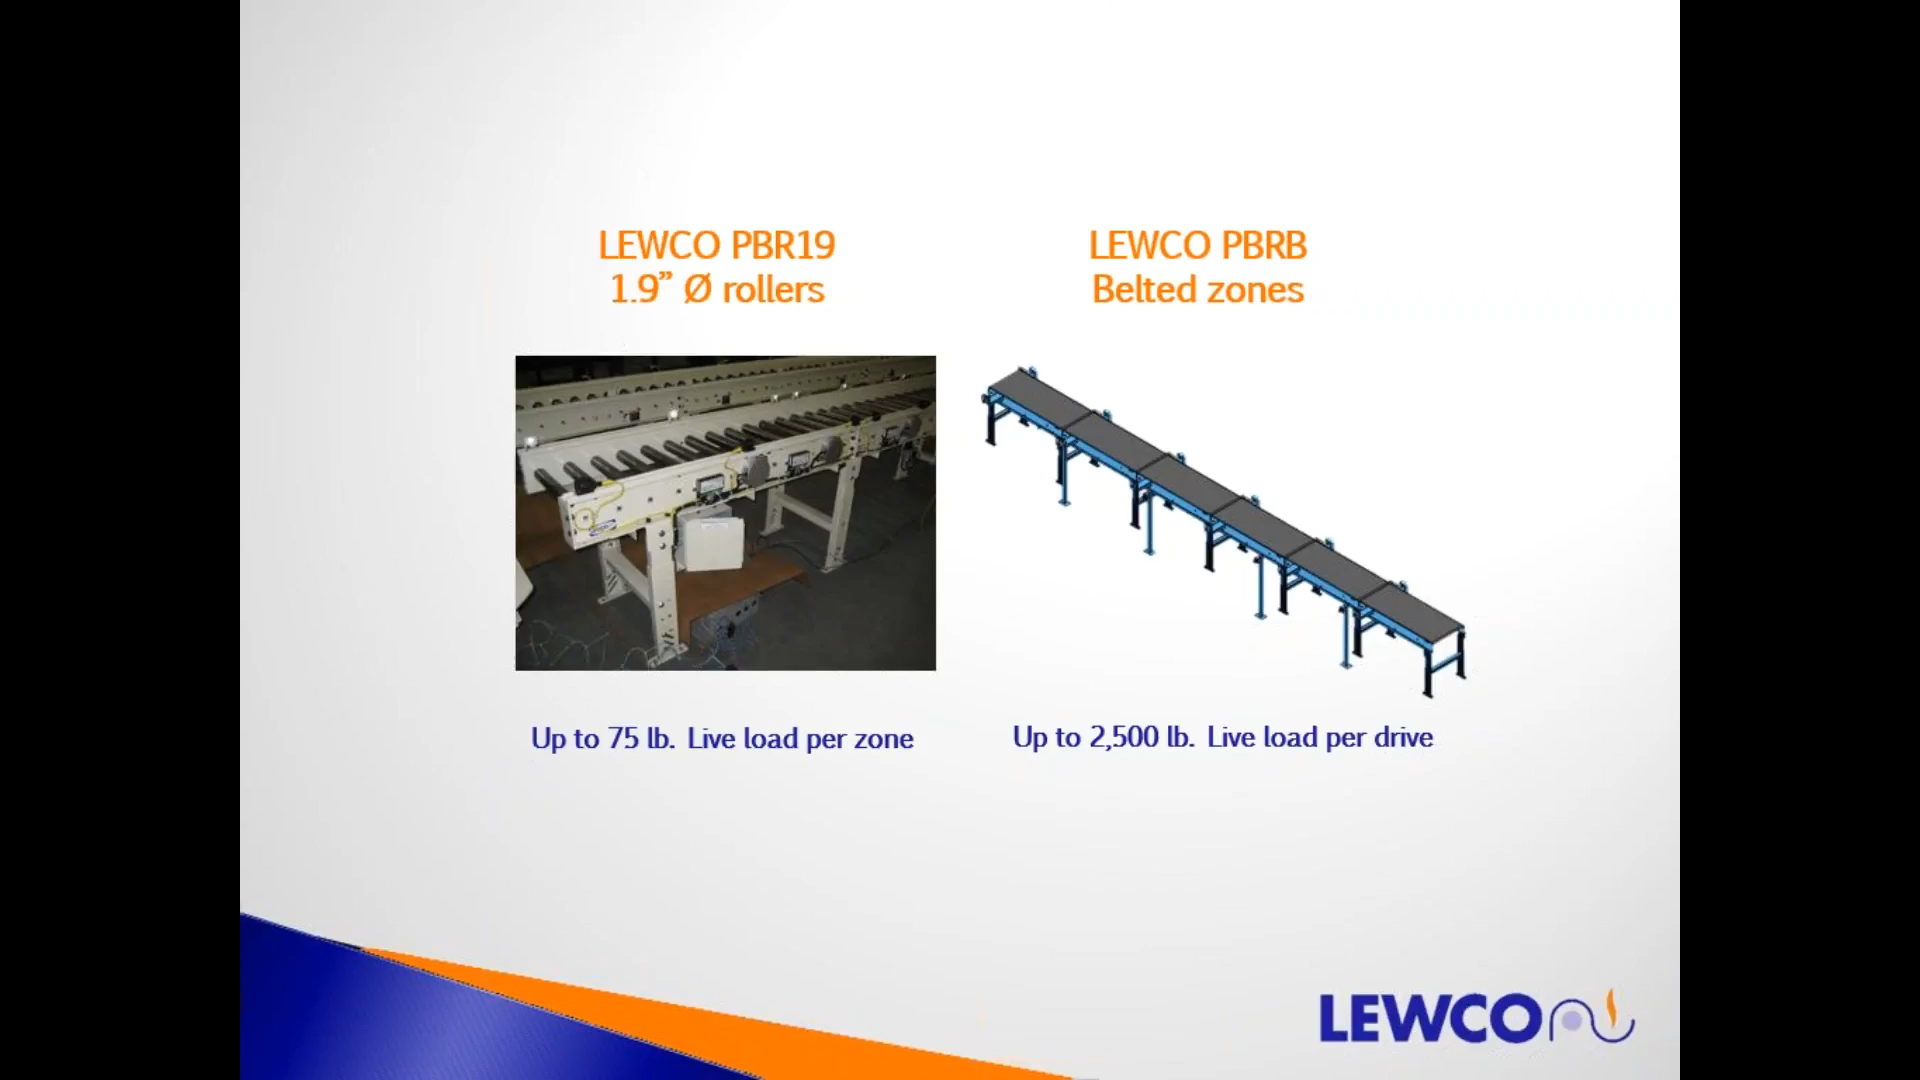 LEWCO PBR19
1.9” Ø rollers
LEWCO PBRB
Belted zones
Up to 75 lb. Live load per zone
Up to 2,500 lb. Live load per drive
LEWCO